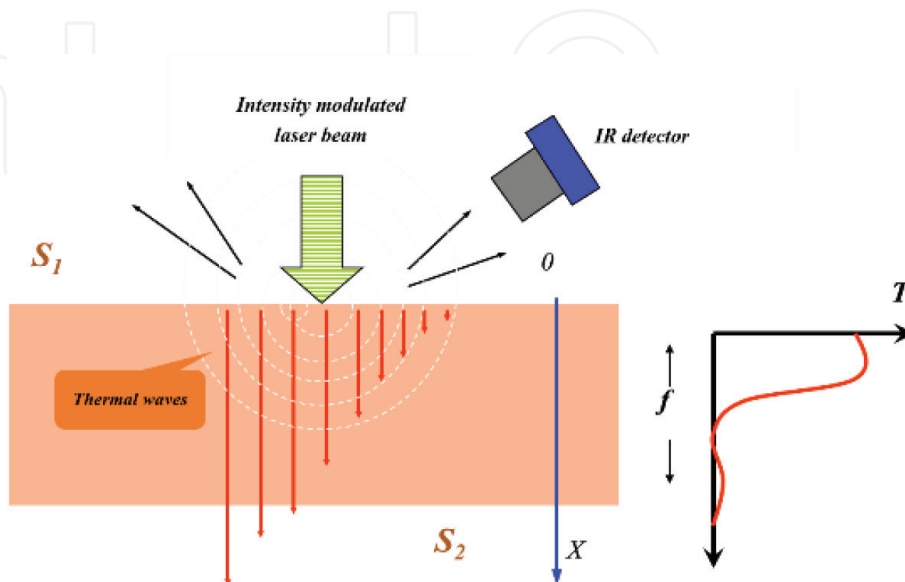 Intensity modulated
laser beam
IR detector
S1
0
T
Thermal waves
f
S2
X